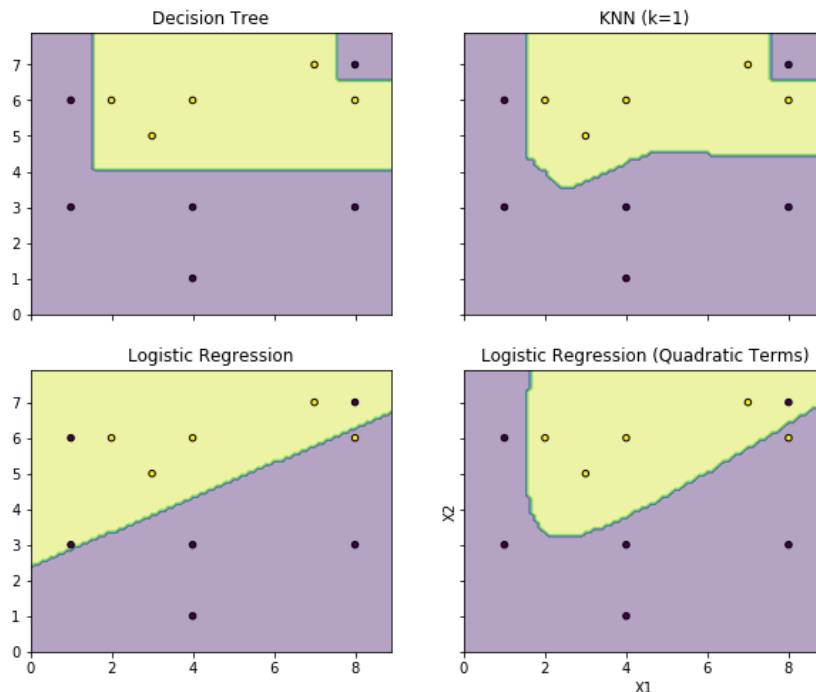 Decision Tree
7
6
5
4
3
2
1
0
KNN (k=1)
Logistic Regression
7
6
5
4
3
2
1
0
0 2 4 6 8
Logistic Regression (Quadratic Terms)
X2
0 2 4 6 8
X1